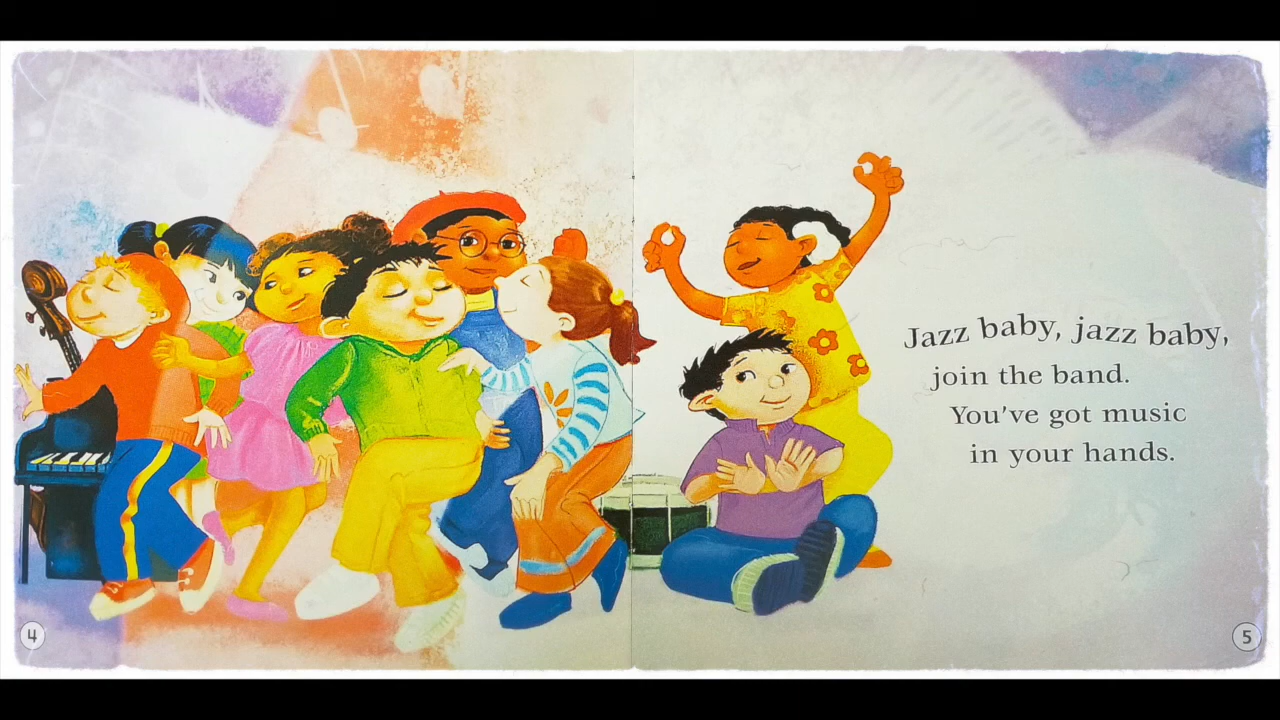 Jazz baby, jazz baby,
join the band.
You've got music
in your hands.
4
5